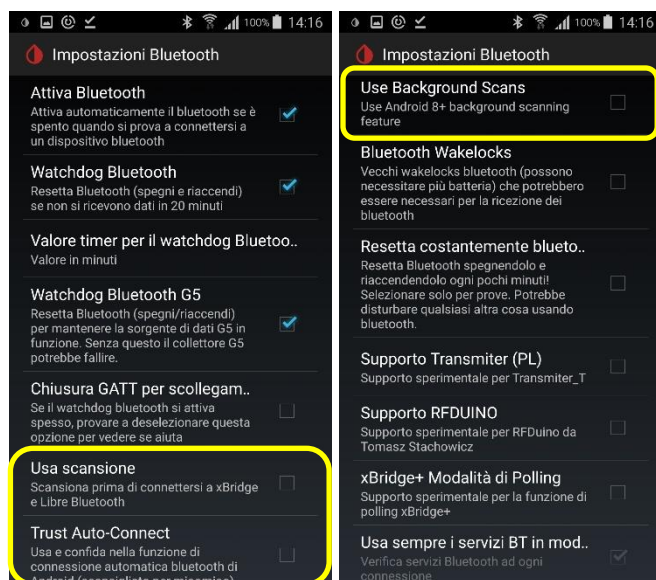 100% 14:16
Impostazioni Bluetooth
Attiva Bluetooth
Attiva automaticamente il bluetooth se è
spento quando si prova a connettersi a
un dispositivo bluetooth
Watchdog Bluetooth
Resetta Bluetooth (spegni e riaccendi)
se non si ricevono dati in 20 minuti
Valore timer per il watchdog Bluetoo..
Valore in minuti
Watchdog Bluetooth G5
Resetta Bluetooth (spegni/riaccendi)
per mantenere la sorgente di dati G5 in
funzione. Senza questo il collettore G5
potrebbe fallire.
Chiusura GATT per scollegam..
Se il watchdog bluetooth si attiva
spesso, provare a deselezionare questa
opzione per vedere se aiuta
Usa scansione
Scansiona prima di connettersi a xBridge
e Libre Bluetooth
Trust Auto-Connect
Usa e confida nella funzione di
connessione automatica bluetooth di
100% 14:16
Impostazioni Bluetooth
Use Background Scans
Use Android 8+ background scanning
feature
Bluetooth Wakelocks
Vecchi wakelocks bluetooth (possono
necessitare più batteria) che potrebbero
essere necessari per la ricezione dei
bluetooth
Resetta costantemente blueto..
Resetta Bluetooth spegnendolo e
riaccendendolo ogni pochi minuti!
Selezionare solo per prove. Potrebbe
disturbare qualsiasi altra cosa usando
bluetooth.
Supporto Transmiter (PL)
Supporto sperimentale per Transmiter_T
Supporto RFDUINO
Supporto sperimentale per RFDuino da
Tomasz Stachowicz
xBridge+ Modalità di Polling
Supporto sperimentale per la funzione di
polling xBridge+
Usa sempre i servizi BT in mod..
Verifica servizi Bluetooth ad ogni
connessione